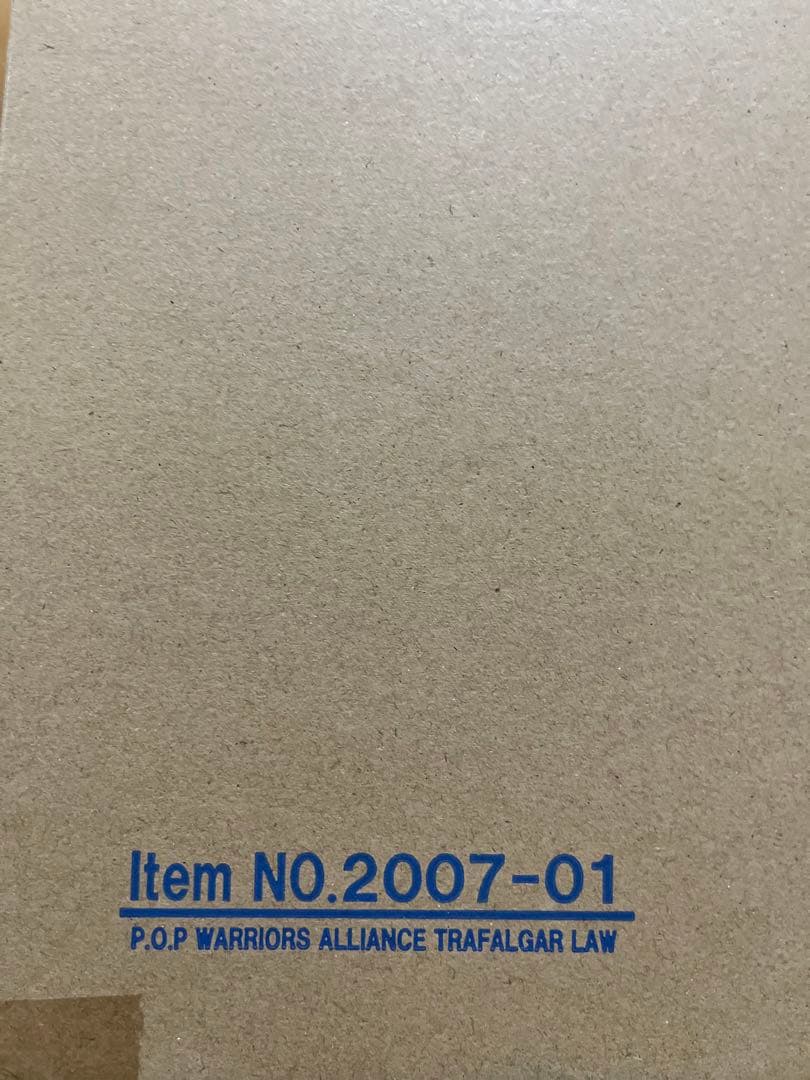 Item NO.2007-01
P.O.P WARRIORS ALLIANCE TRAFALGAR LAW